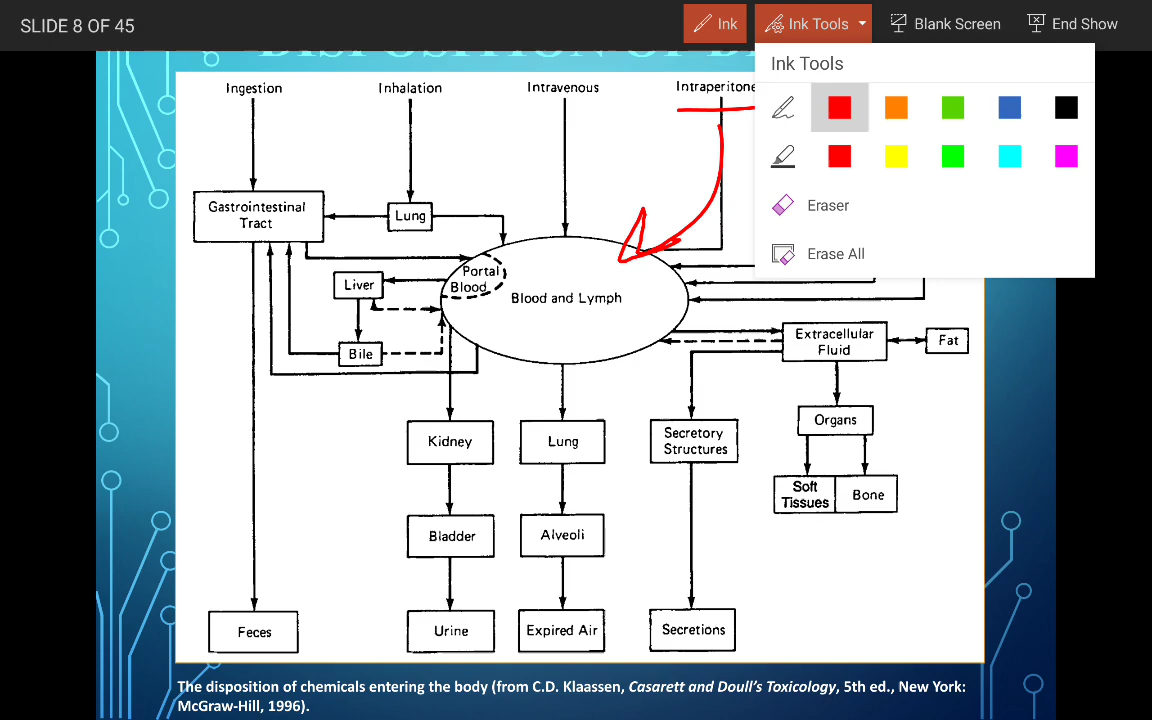 SLIDE 8 OF 45
Ink
Ink Tools
Blank Screen
End Show
Ink Tools
Eraser
Erase All
DISPOSITION OF
Ingestion
Inhalation
Intravenous
Intraperitone
Gastrointestinal
Tract
Lung
Portal
Blood
Liver
Blood and Lymph
Bile
Extracellular
Fluid
Fat
Organs
Kidney
Lung
Secretory
Structures
Soft
Tissues
Bone
Bladder
Alveoli
Feces
Urine
Expired Air
Secretions
The disposition of chemicals entering the body (from C.D. Klaassen, Casarett and Doull’s Toxicology, 5th ed., New York:
McGraw-Hill, 1996).